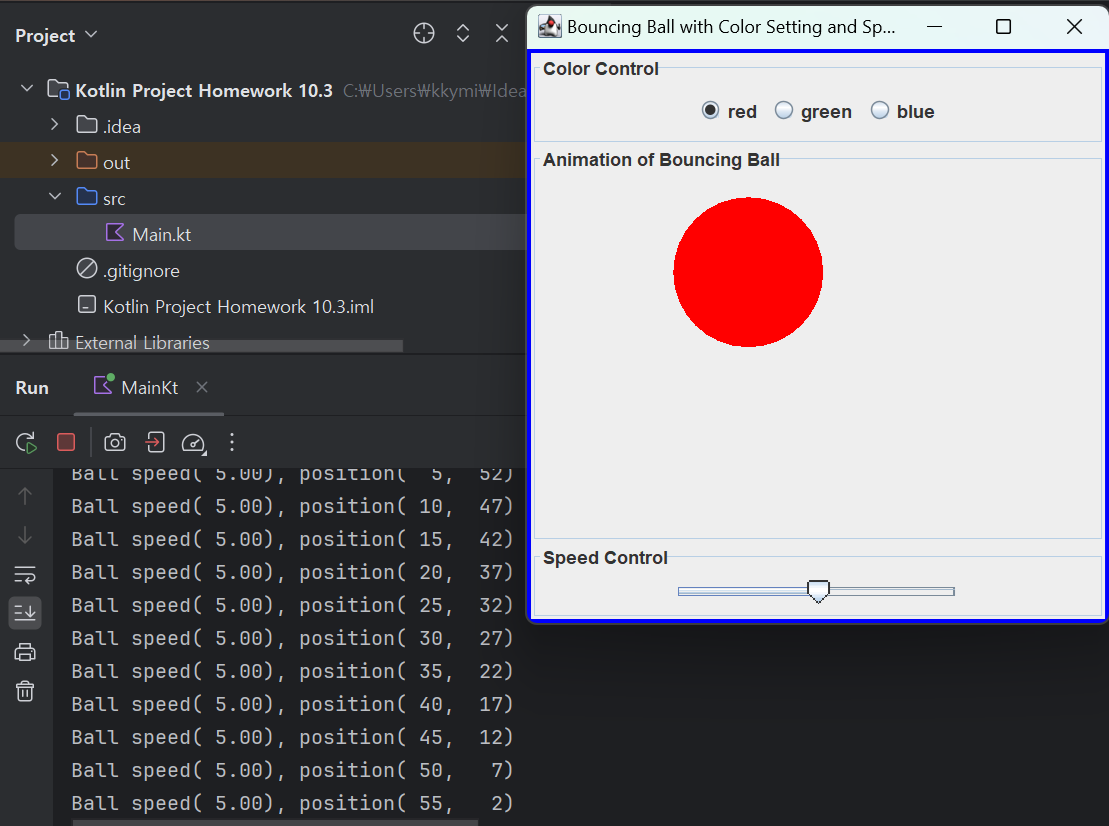 Project
Kotlin Project Homework 10.3 C:₩Users₩kkymi₩Idea
.idea
out
src
Main.kt
.gitignore
Kotlin Project Homework 10.3.iml
External Libraries
Run MainKt
Ball speed( 5.00), position(  5,  52)
Ball speed( 5.00), position( 10,  47)
Ball speed( 5.00), position( 15,  42)
Ball speed( 5.00), position( 20,  37)
Ball speed( 5.00), position( 25,  32)
Ball speed( 5.00), position( 30,  27)
Ball speed( 5.00), position( 35,  22)
Ball speed( 5.00), position( 40,  17)
Ball speed( 5.00), position( 45,  12)
Ball speed( 5.00), position( 50,   7)
Ball speed( 5.00), position( 55,   2)
Bouncing Ball with Color Setting and Sp...
Color Control
red green blue
Animation of Bouncing Ball
Speed Control